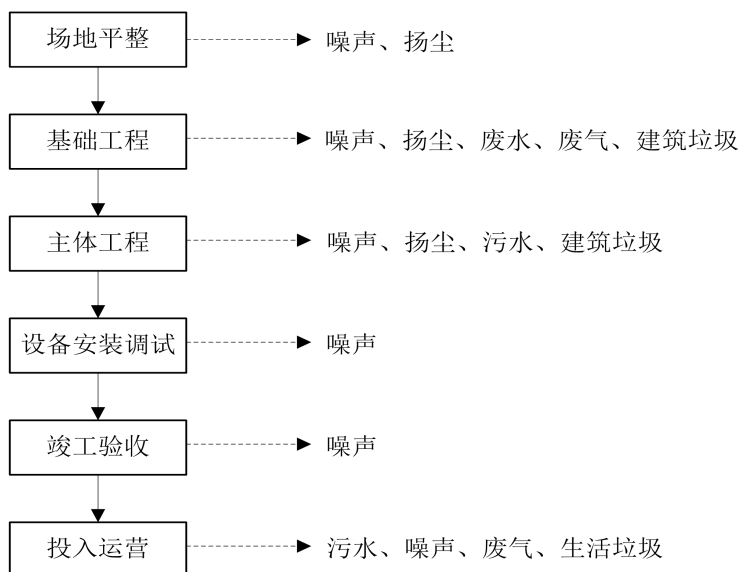 场地平整
噪声、扬尘
基础工程
噪声、扬尘、废水、废气、建筑垃圾
主体工程
噪声、扬尘、污水、建筑垃圾
设备安装调试
噪声
竣工验收
噪声
投入运营
污水、噪声、废气、生活垃圾